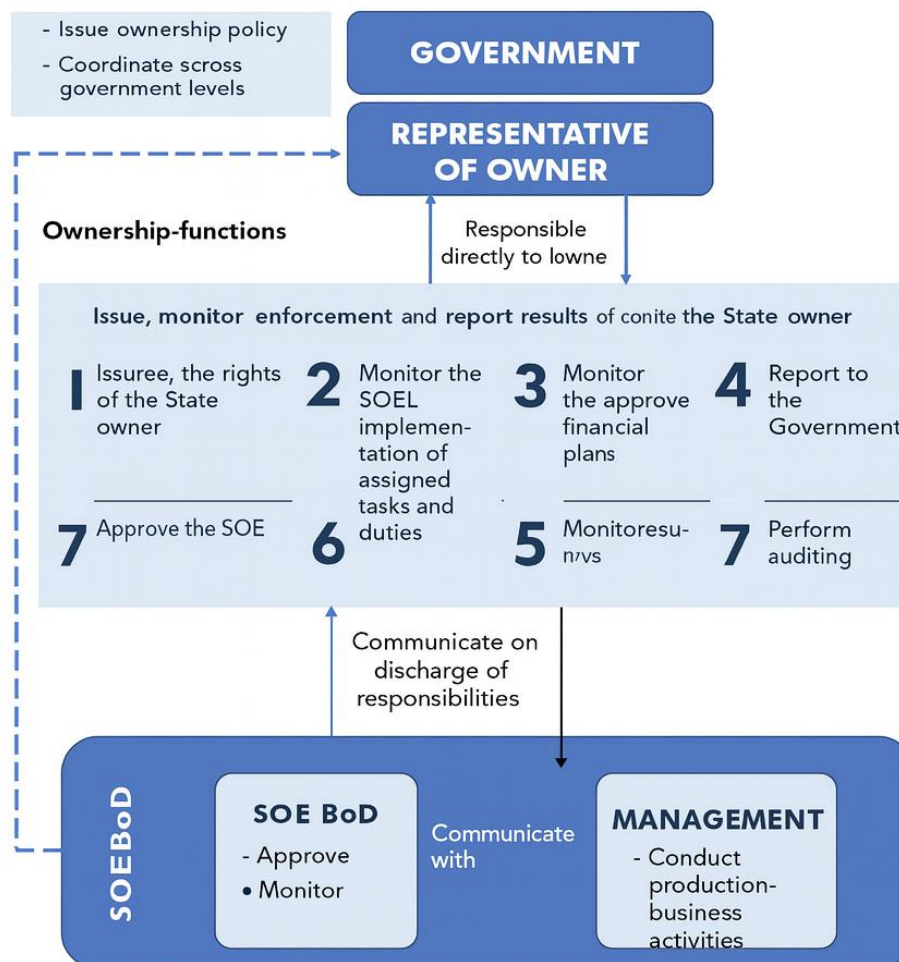 - Issue ownership policy
- Coordinate scross
government levels
GOVERNMENT
REPRESENTATIVE
OF OWNER
Ownership-functions
Responsible
directly to lowne
Issue, monitor enforcement and report results of conite the State owner
1 Issuree, the rights
of the State
owner
2 Monitor the
SOEL
implemen-
tation of
assigned
tasks and
duties
3 Monitor
the approve
financial
plans
4 Report to
the
Government
7 Approve the SOE
6
5 Monitoresu-
7 Perform
auditing
Communicate on
discharge of
responsibilities
SOEBoD
SOE BoD
- Approve
• Monitor
Communicate
with
MANAGEMENT
- Conduct
production-
business
activities